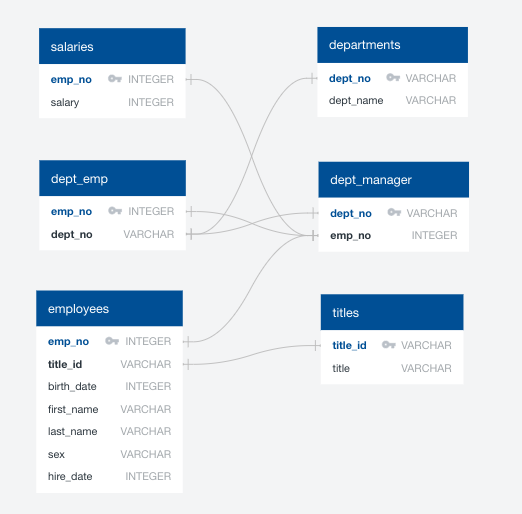 salaries
emp_no INTEGER
salary INTEGER
departments
dept_no VARCHAR
dept_name VARCHAR
dept_emp
emp_no INTEGER
dept_no VARCHAR
dept_manager
dept_no VARCHAR
emp_no INTEGER
employees
emp_no INTEGER
title_id VARCHAR
birth_date INTEGER
first_name VARCHAR
last_name VARCHAR
sex VARCHAR
hire_date INTEGER
titles
title_id VARCHAR
title VARCHAR